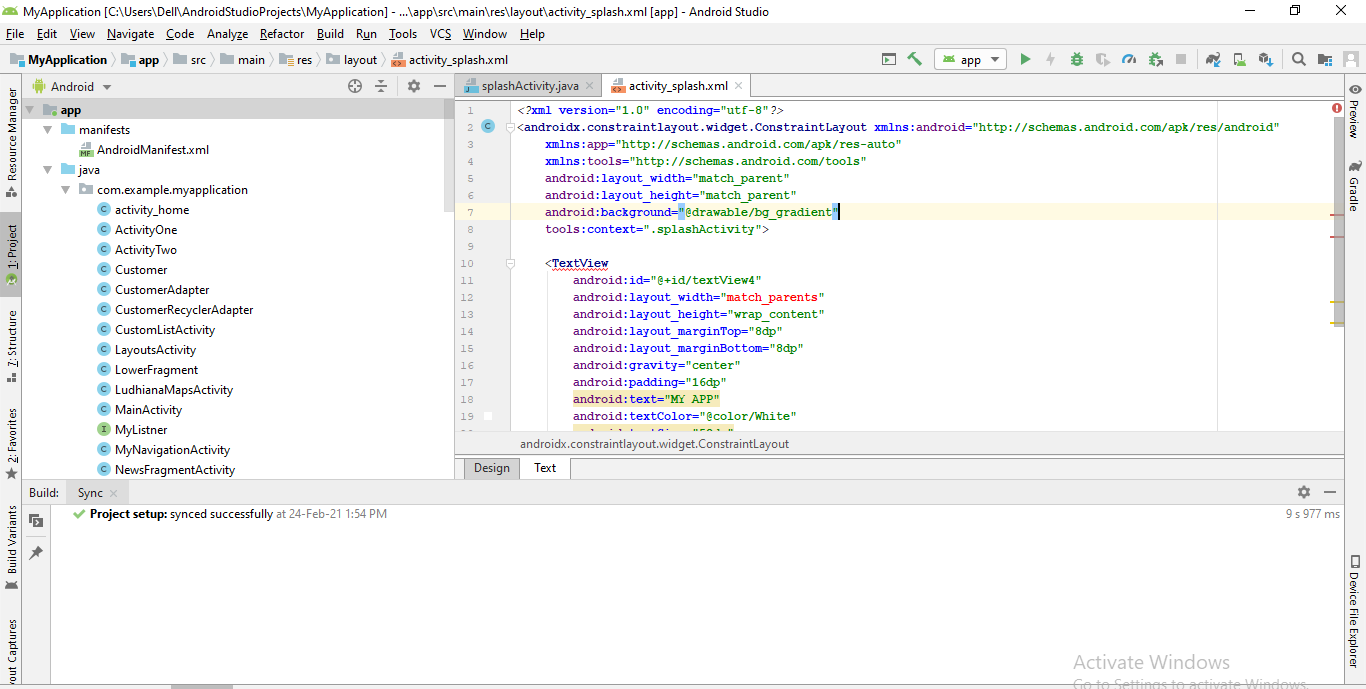 MyApplication [C:\Users\Dell\AndroidStudioProjects\MyApplication] - ...\app\src\main\res\layout\activity_splash.xml [app] - Android Studio
File Edit View Navigate Code Analyze Refactor Build Run Tools VCS Window Help
MyApplication app src main res layout activity_splash.xml
app
Resource Manager
1: Project
7: Structure
2: Favorites
Build Variants
yout Captures
Android
app
manifests
MF AndroidManifest.xml
java
com.example.myapplication
C activity_home
C ActivityOne
C ActivityTwo
C Customer
C CustomerAdapter
C CustomerRecyclerAdapter
C CustomListActivity
C LayoutsActivity
C LowerFragment
C LudhianaMapsActivity
C MainActivity
I MyListner
C MyNavigationActivity
C NewsFragmentActivity
splashActivity.java activity_splash.xml
1 <?xml version="1.0" encoding="utf-8"?>
2 C <androidx.constraintlayout.widget.ConstraintLayout xmlns:android="http://schemas.android.com/apk/res/android"
3 xmlns:app="http://schemas.android.com/apk/res-auto"
4 xmlns:tools="http://schemas.android.com/tools"
5 android:layout_width="match_parent"
6 android:layout_height="match_parent"
7 android:background="@drawable/bg_gradient"
8 tools:context=".splashActivity">
9
10 <TextView
11 android:id="@+id/textView4"
12 android:layout_width="match_parents"
13 android:layout_height="wrap_content"
14 android:layout_marginTop="8dp"
15 android:layout_marginBottom="8dp"
16 android:gravity="center"
17 android:padding="16dp"
18 android:text="MY APP"
19 android:textColor="@color/White"
androidx.constraintlayout.widget.ConstraintLayout
Design Text
Preview
Gradle
Device File Explorer
Build: Sync
Project setup: synced successfully at 24-Feb-21 1:54 PM
9 s 977 ms
Activate Windows
Go to Settings to activate Windows.